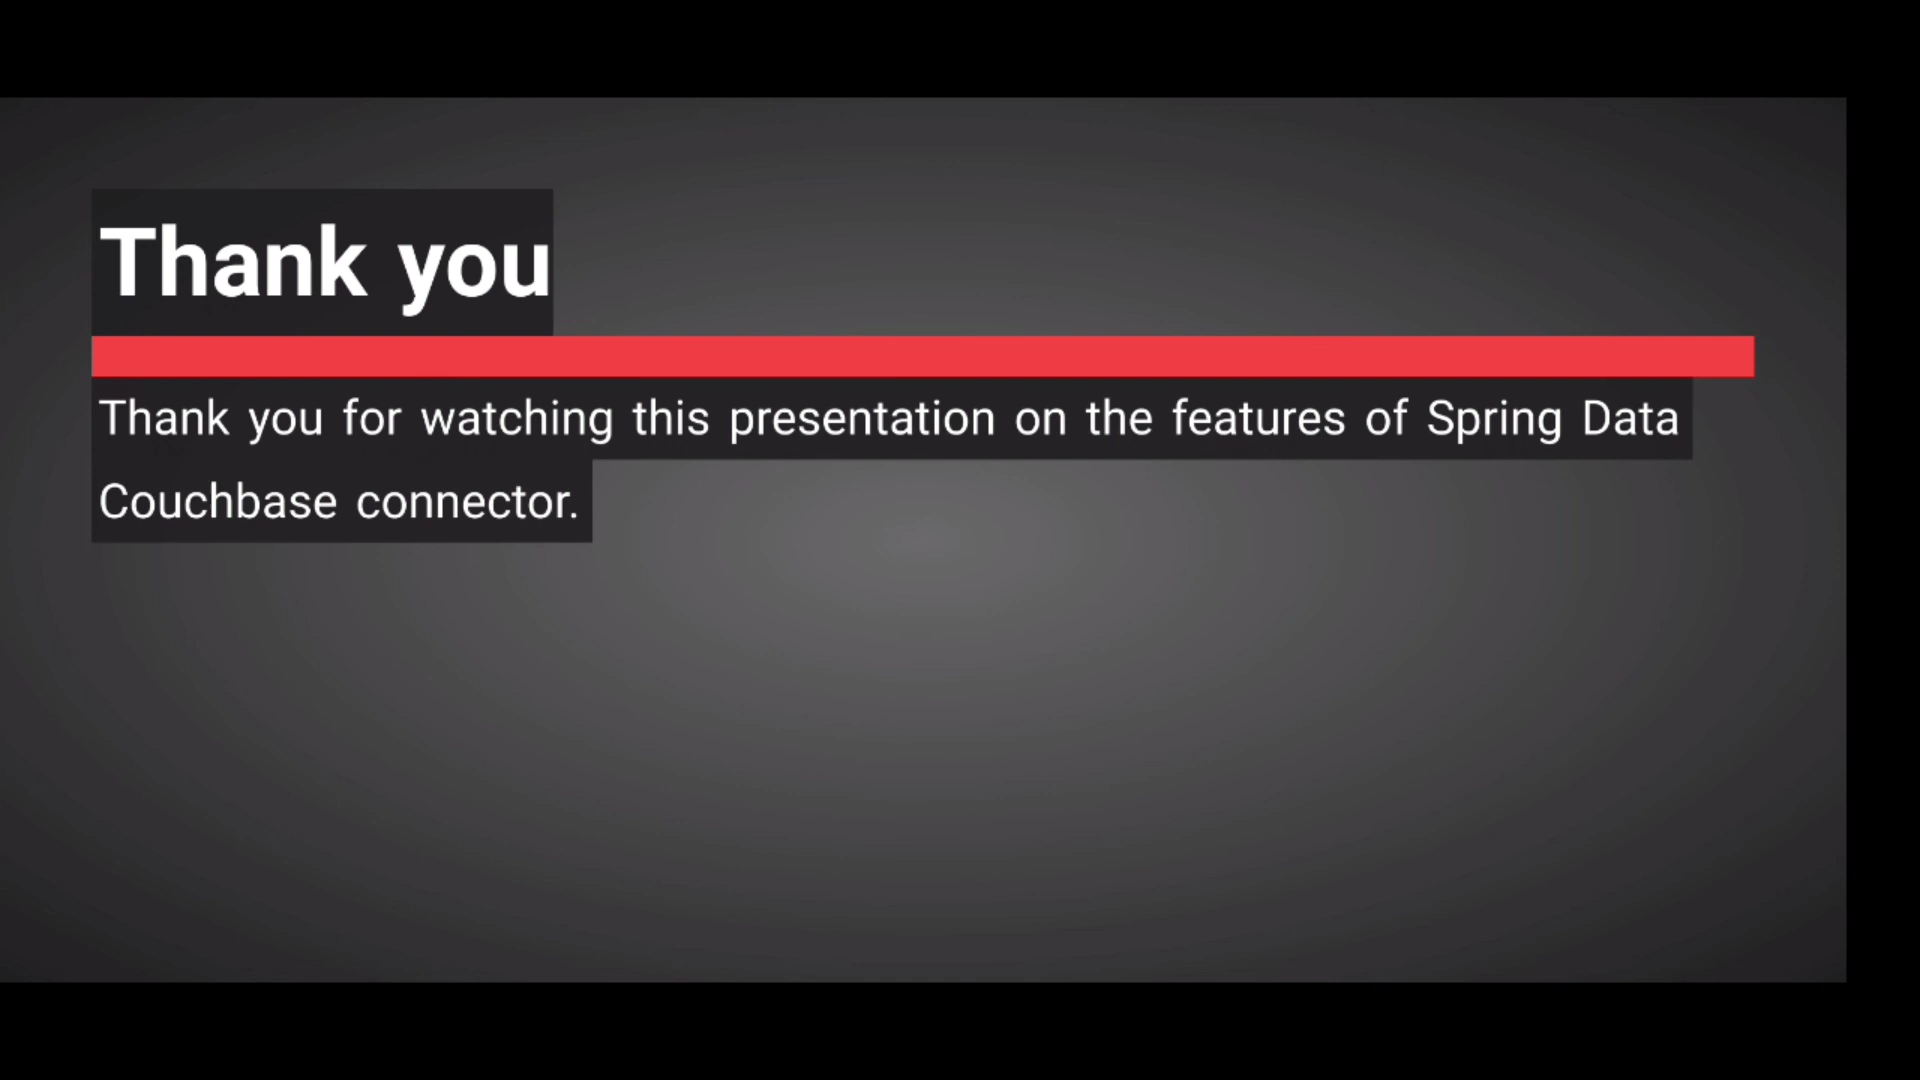 Thank you
Thank you for watching this presentation on the features of Spring Data
Couchbase connector.